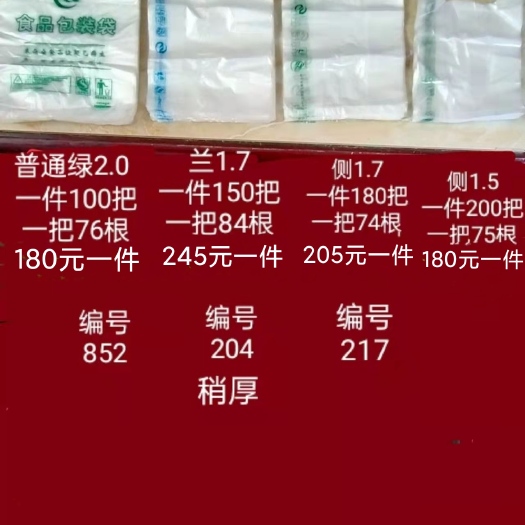 食品包装袋
普通绿2.0
一件100把
一把76根
180元一件
兰1.7
一件150把
一把84根
245元一件
侧1.7
一件180把
一把74根
205元一件
侧1.5
一件200把
一把75根
180元一件
编号
852
编号
204
稍厚
编号
217